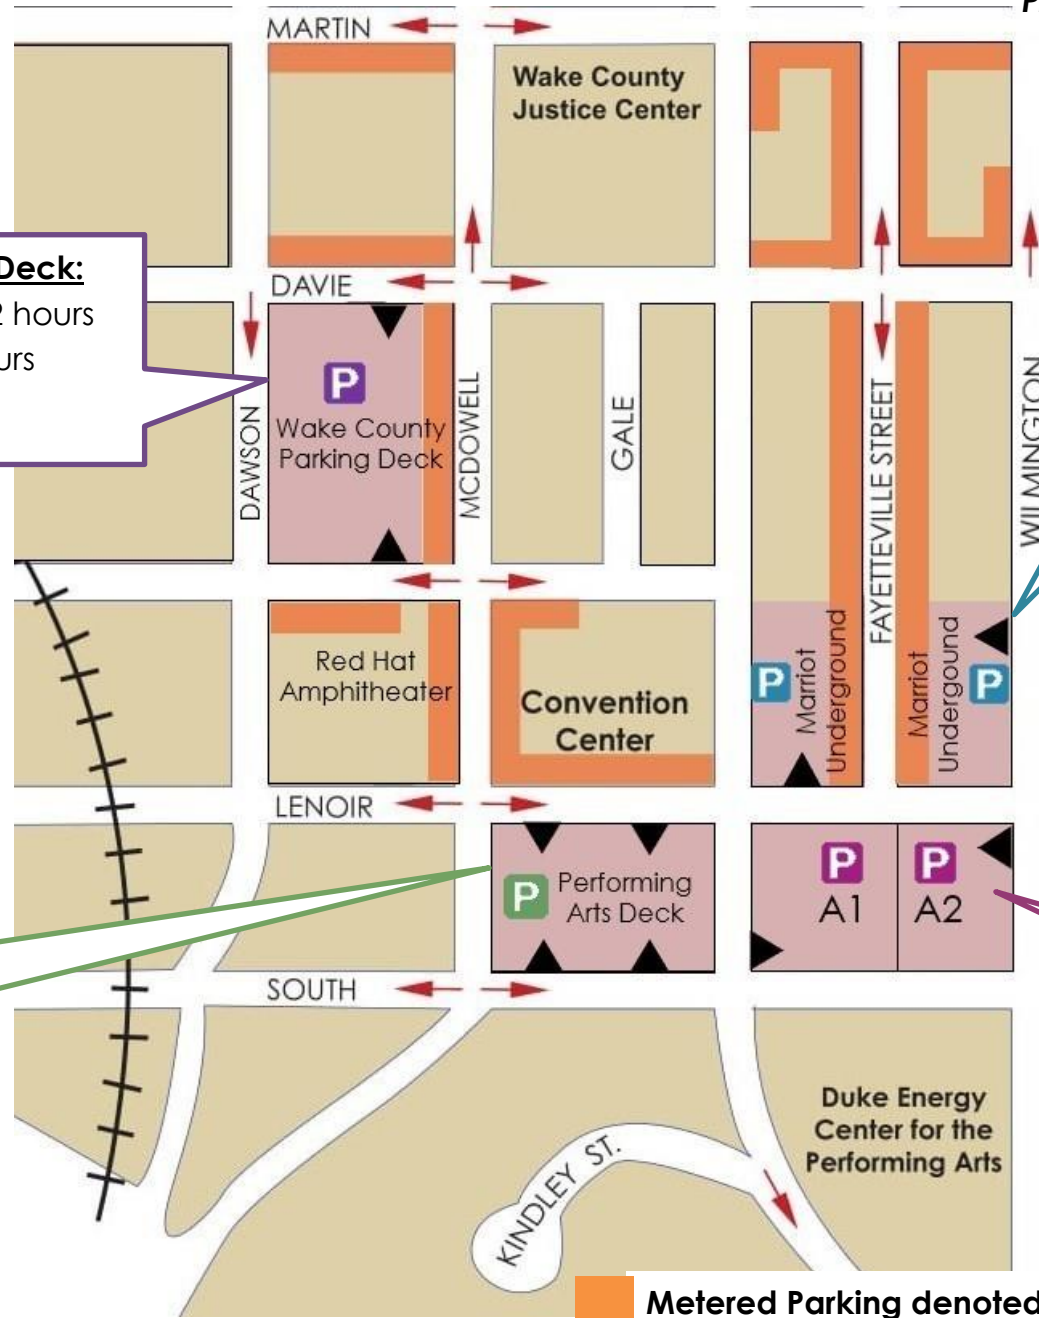 P
MARTIN
Wake County
Justice Center
Deck:
2 hours
urs
DAVIE
P
Wake County
Parking Deck
DAWSON
MCDOWELL
GALE
FAYETTEVILLE STREET
WILMINGTON
Red Hat
Amphitheater
Convention
Center
P
Marriot
Underground
Marriot
Undergound
P
LENOIR
P
Performing
Arts Deck
P
A1
P
A2
SOUTH
Duke Energy
Center for the
Performing Arts
KINDLEY ST.
Metered Parking denoted